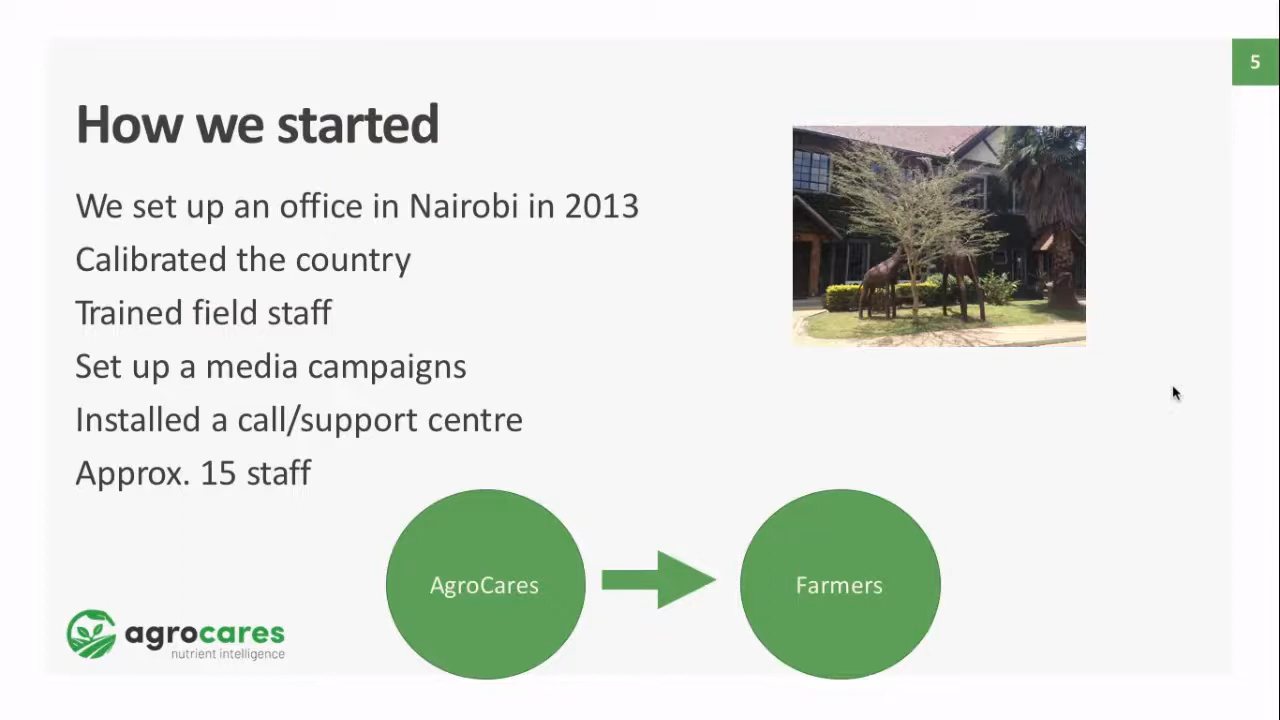 5
How we started
We set up an office in Nairobi in 2013
Calibrated the country
Trained field staff
Set up a media campaigns
Installed a call/support centre
Approx. 15 staff
AgroCares
Farmers
agrocares
nutrient intelligence